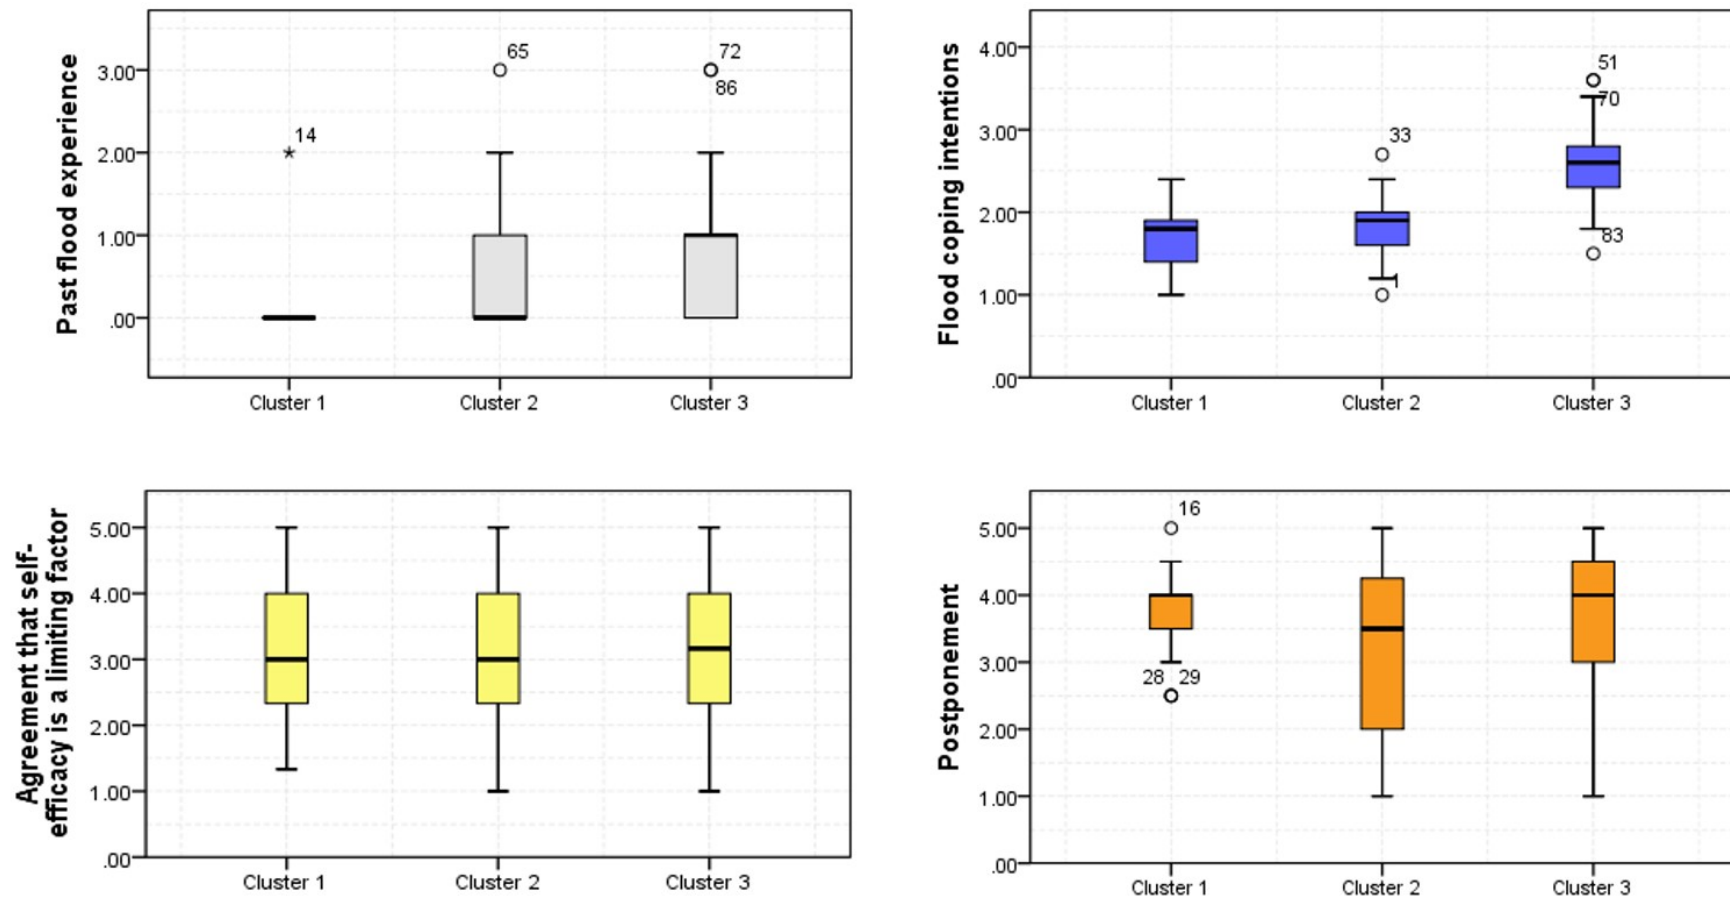 Past flood experience
3.00
2.00
1.00
.00
14
65
72
86
Cluster 1
Cluster 2
Cluster 3
Flood coping intentions
4.00
3.00
2.00
1.00
.00
33
1
51
70
83
Cluster 1
Cluster 2
Cluster 3
Agreement that self-
efficacy is a limiting factor
5.00
4.00
3.00
2.00
1.00
.00
Cluster 1
Cluster 2
Cluster 3
Postponement
5.00
4.00
3.00
2.00
1.00
.00
16
28 29
Cluster 1
Cluster 2
Cluster 3